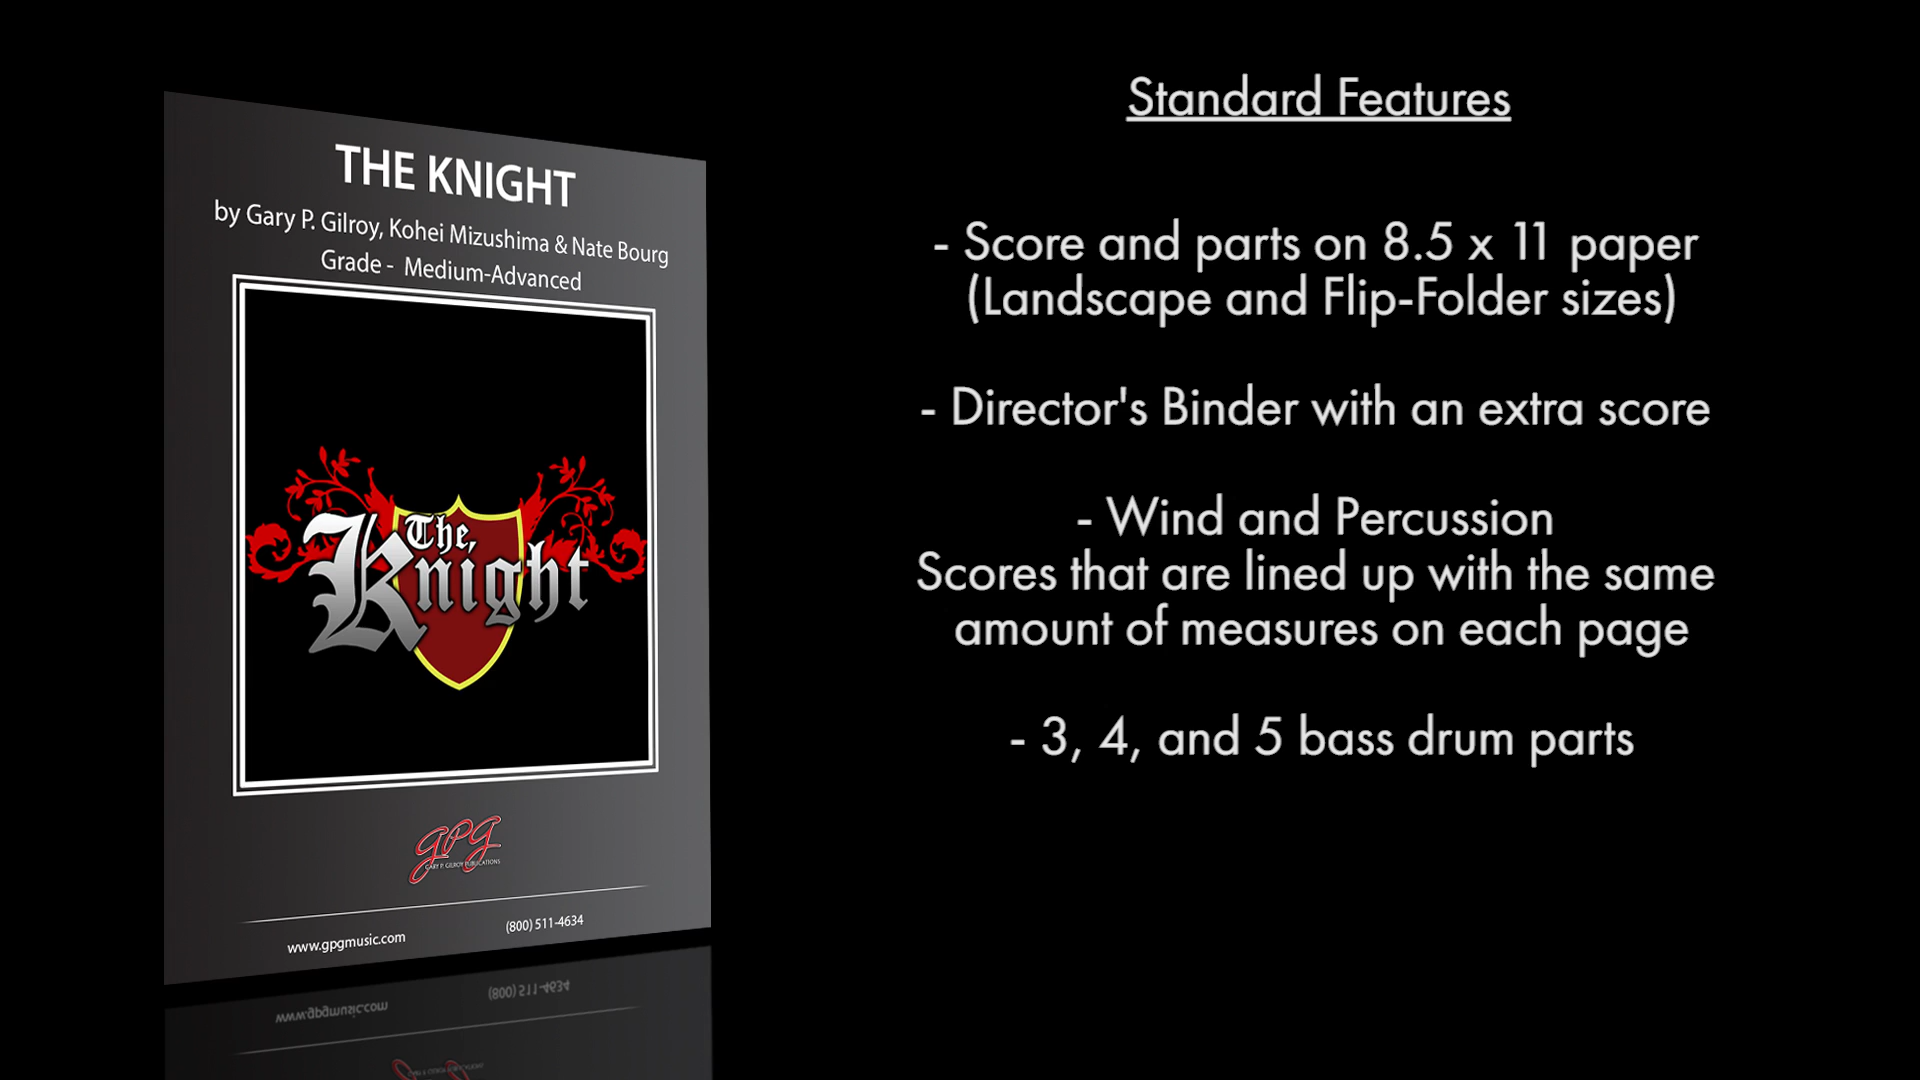 THE KNIGHT
by Gary P. Gilroy, Kohei Mizushima & Nate Bourg
Grade - Medium-Advanced
The
Knight
gpg
GARY P. GILROY PUBLICATIONS
www.gpgmusic.com
(800) 511-4634
Standard Features
- Score and parts on 8.5 x 11 paper
(Landscape and Flip-Folder sizes)
- Director's Binder with an extra score
- Wind and Percussion
Scores that are lined up with the same
amount of measures on each page
- 3, 4, and 5 bass drum parts